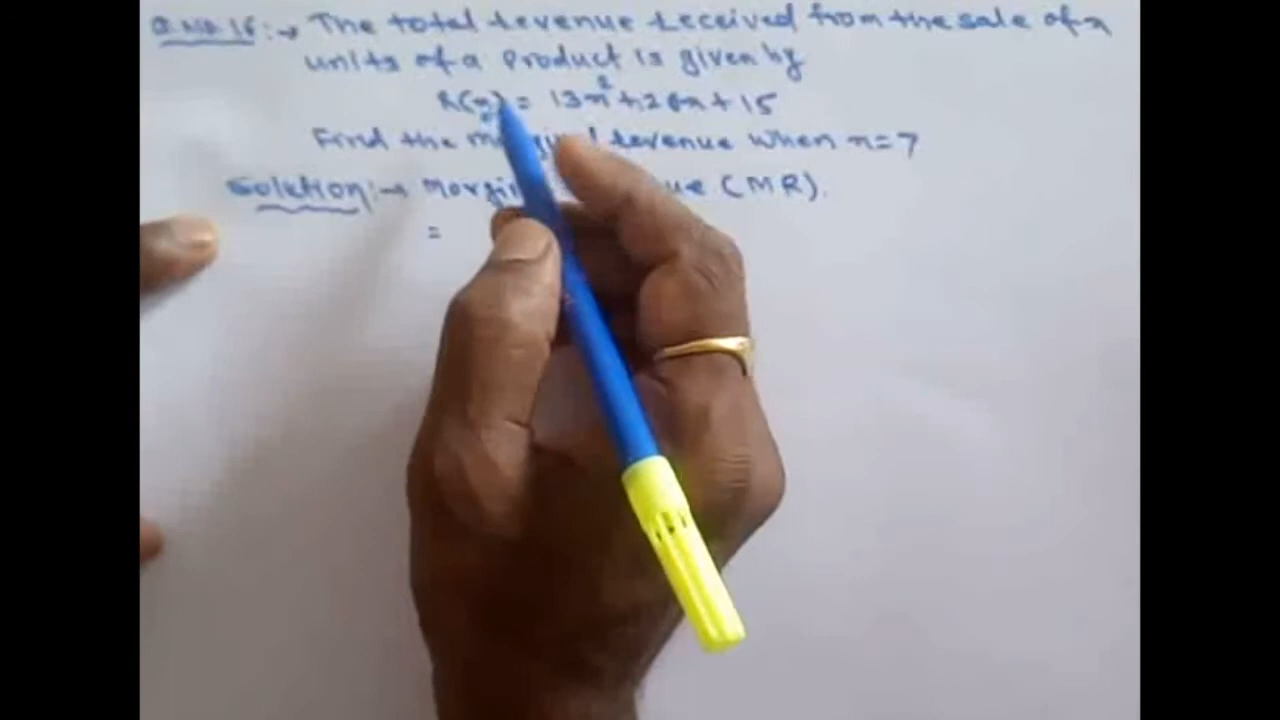 Q.No.16:→ The total revenue received from the sale of x
units of a product is given by
R(x) = 13x² + 26x + 15
Find the marginal revenue when x=7
Solution:→ (MR).
=